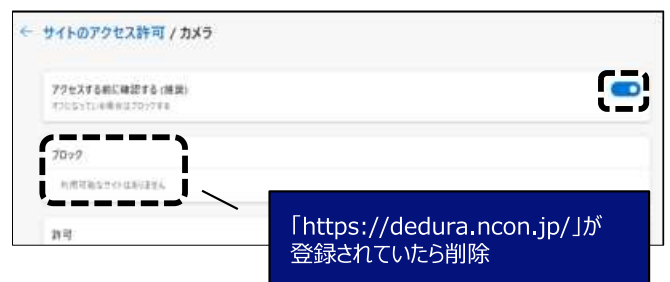 ← サイトのアクセス許可 / カメラ
アクセスする前に確認する (推奨)
オフになっている場合はブロックする
ブロック
利用可能なサイトはありません
許可
「https://dedura.ncon.jp/」が
登録されていたら削除